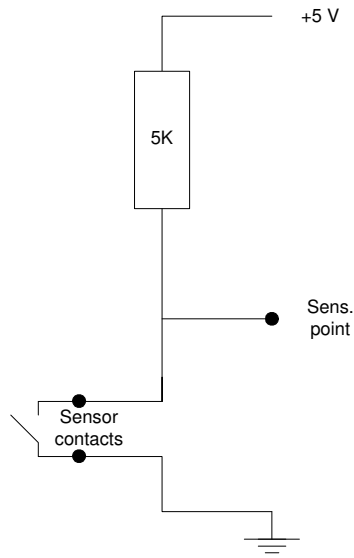 +5 V
5K
Sens.
point
Sensor
contacts